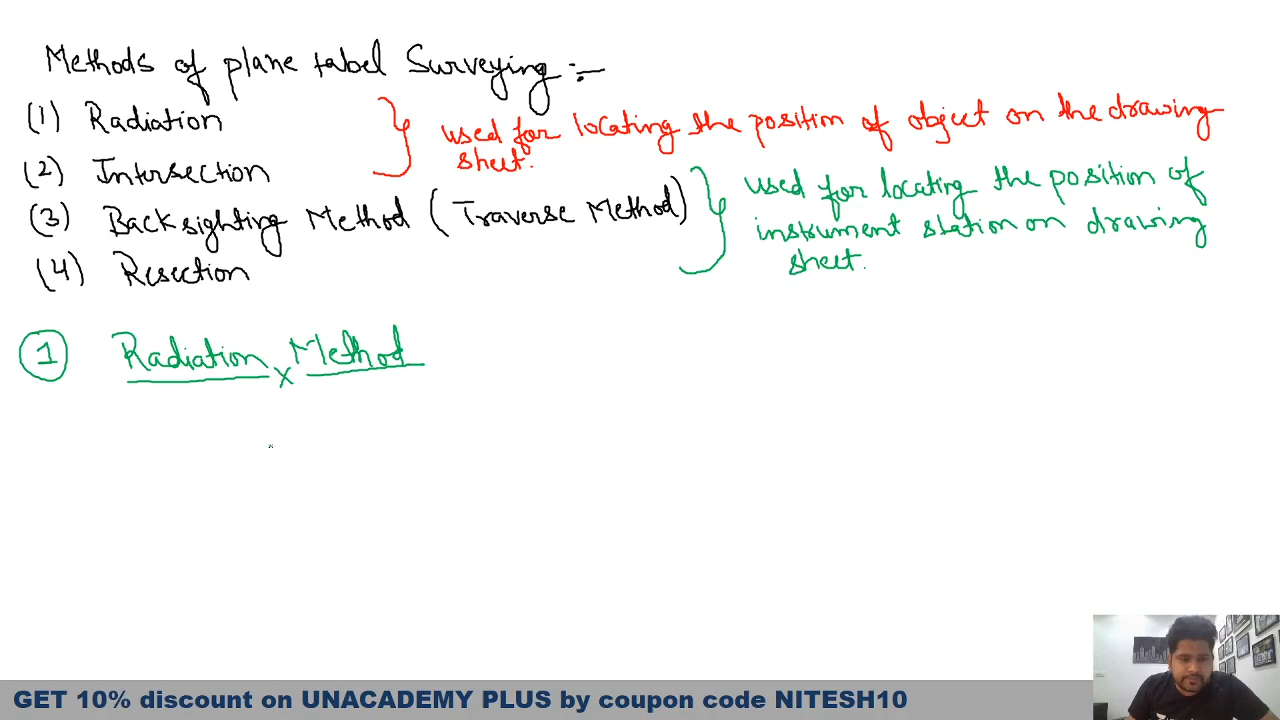 Methods of plane tabel Surveying :-
(1) Radiation
(2) Intersection
(3) Backsighting Method (Traverse Method)
(4) Resection
used for locating the position of object on the drawing
sheet.
used for locating the position of
instrument station on drawing
sheet.
1 Radiation Method
x
GET 10% discount on UNACADEMY PLUS by coupon code NITESH10